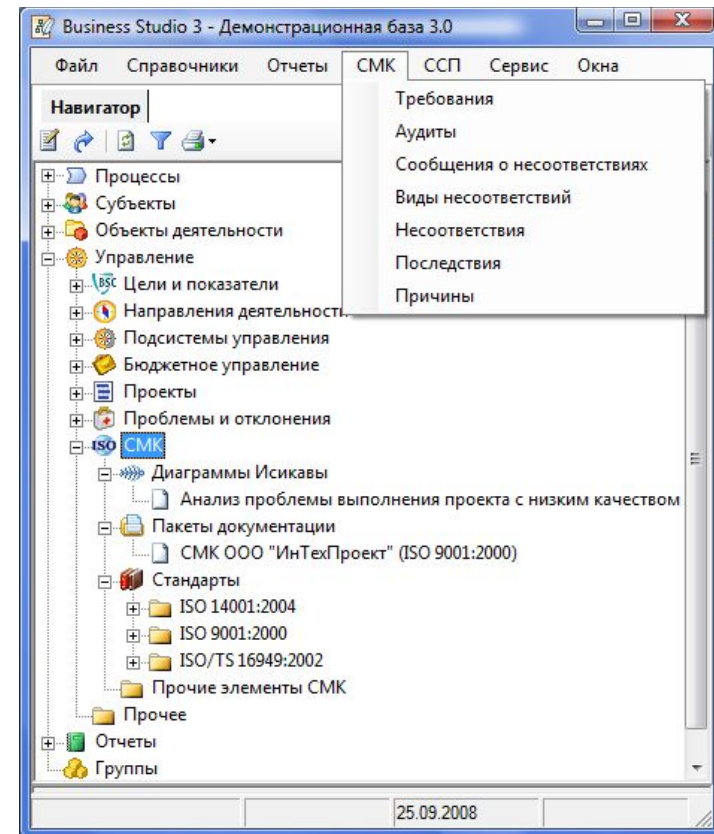 Business Studio 3 - Демонстрационная база 3.0
Файл Справочники Отчеты СМК ССП Сервис Окна
Требования
Аудиты
Сообщения о несоответствиях
Виды несоответствий
Несоответствия
Последствия
Причины
Навигатор
Процессы
Субъекты
Объекты деятельности
Управление
BSC Цели и показатели
Направления деятельности
Подсистемы управления
Бюджетное управление
Проекты
Проблемы и отклонения
ISO СМК
Диаграммы Исикавы
Анализ проблемы выполнения проекта с низким качеством
Пакеты документации
СМК ООО "ИнТехПроект" (ISO 9001:2000)
Стандарты
ISO 14001:2004
ISO 9001:2000
ISO/TS 16949:2002
Прочие элементы СМК
Прочее
Отчеты
Группы
25.09.2008